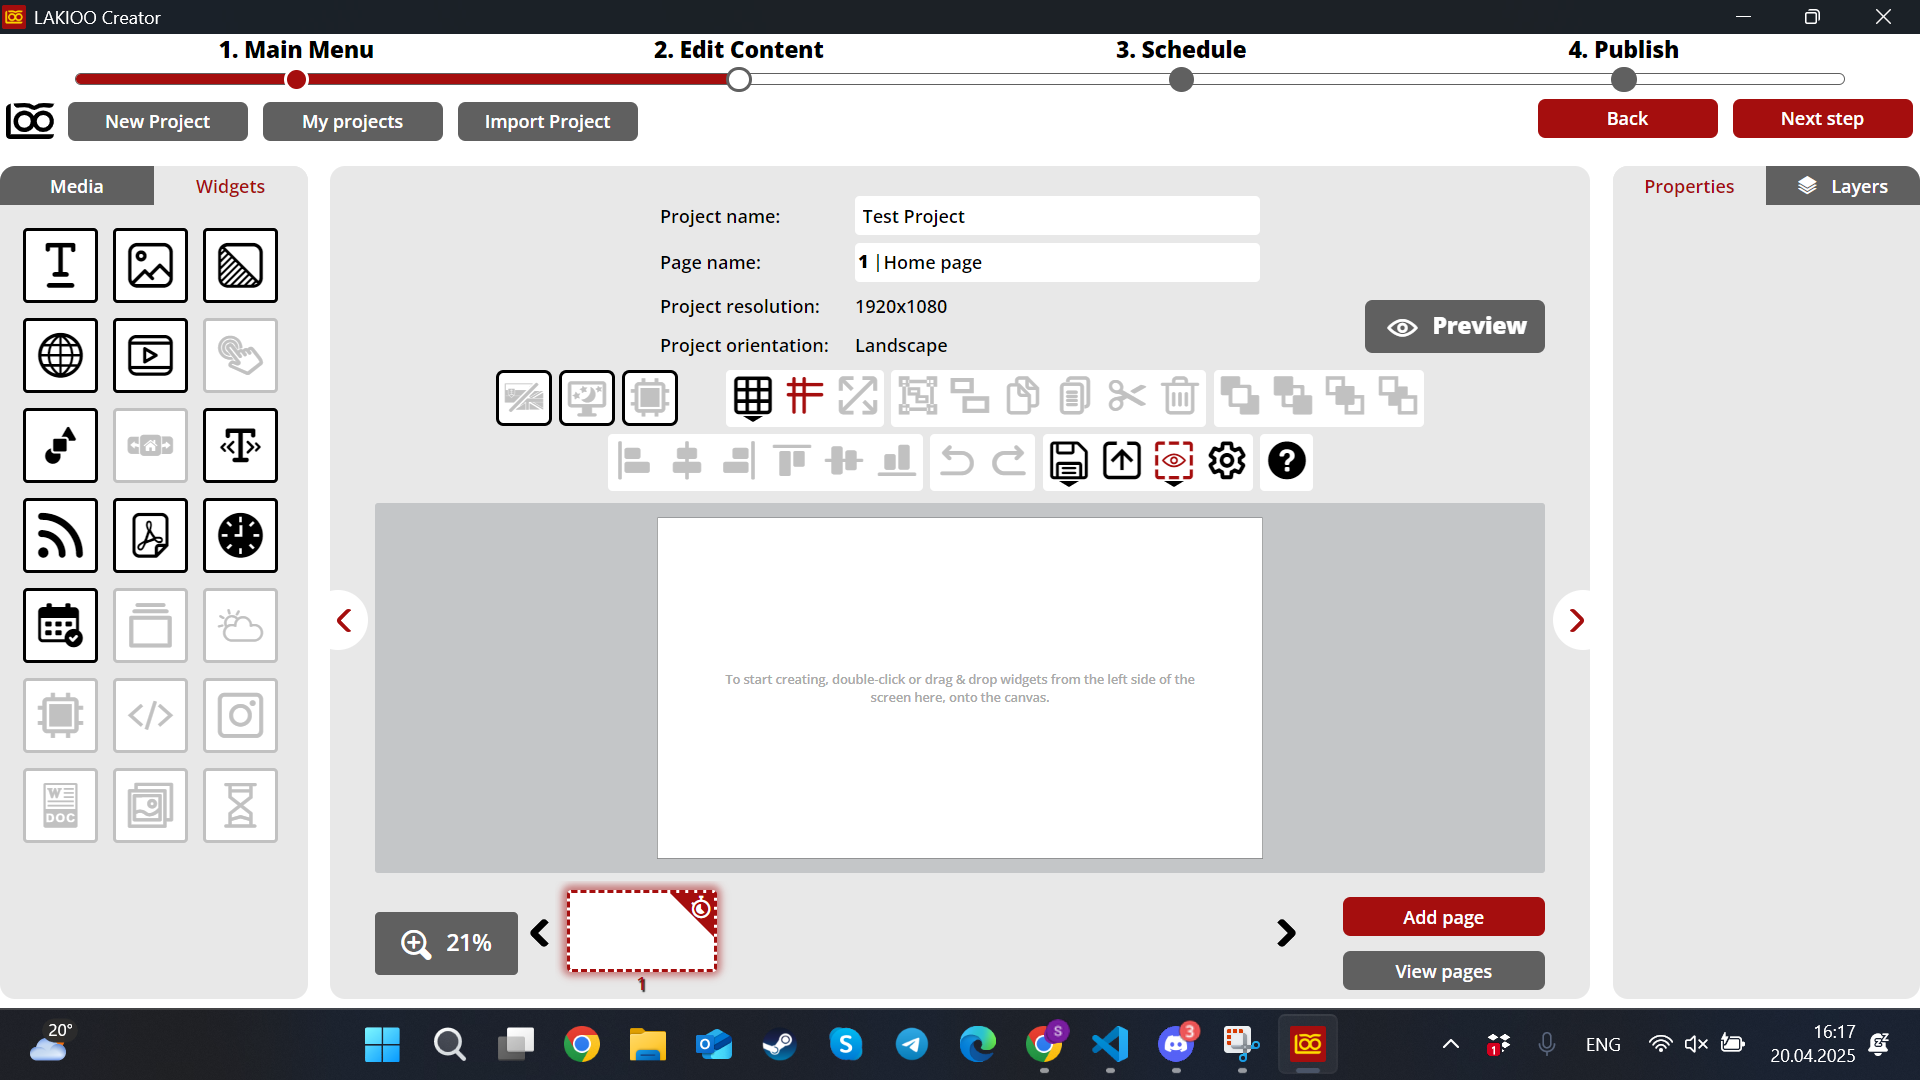 LAKIOO Creator
1. Main Menu
2. Edit Content
3. Schedule
4. Publish
New Project
My projects
Import Project
Back
Next step
Media
Widgets
Properties
Layers
Project name:
Test Project
Page name:
1 | Home page
Project resolution:
1920x1080
Project orientation:
Landscape
Preview
To start creating, double-click or drag & drop widgets from the left side of the
screen here, onto the canvas.
W
DOC
21%
1
Add page
View pages
20°
S
3
1
ENG
16:17
20.04.2025